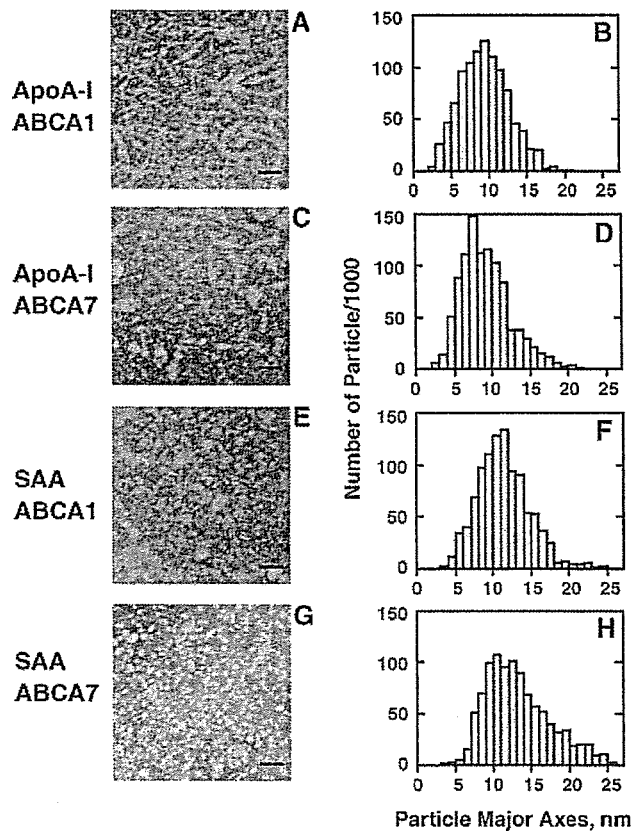 A
ApoA-I
ABCA1
B
150
100
50
0
0 5 10 15 20 25
C
ApoA-I
ABCA7
D
150
100
50
0
0 5 10 15 20 25
E
SAA
ABCA1
F
150
100
50
0
0 5 10 15 20 25
G
SAA
ABCA7
H
150
100
50
0
0 5 10 15 20 25
Number of Particle/1000
Particle Major Axes, nm